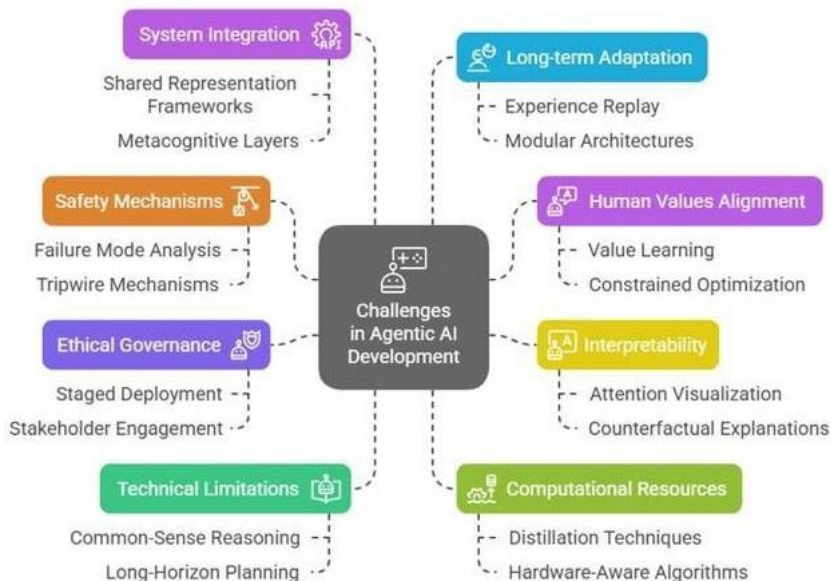 System Integration
API
Shared Representation
Frameworks
Metacognitive Layers
Safety Mechanisms
Failure Mode Analysis
Tripwire Mechanisms
Ethical Governance
Staged Deployment
Stakeholder Engagement
Technical Limitations
Common-Sense Reasoning
Long-Horizon Planning
Challenges
in Agentic AI
Development
Long-term Adaptation
Experience Replay
Modular Architectures
A
Human Values Alignment
Value Learning
Constrained Optimization
A
Interpretability
Attention Visualization
Counterfactual Explanations
Computational Resources
Distillation Techniques
Hardware-Aware Algorithms